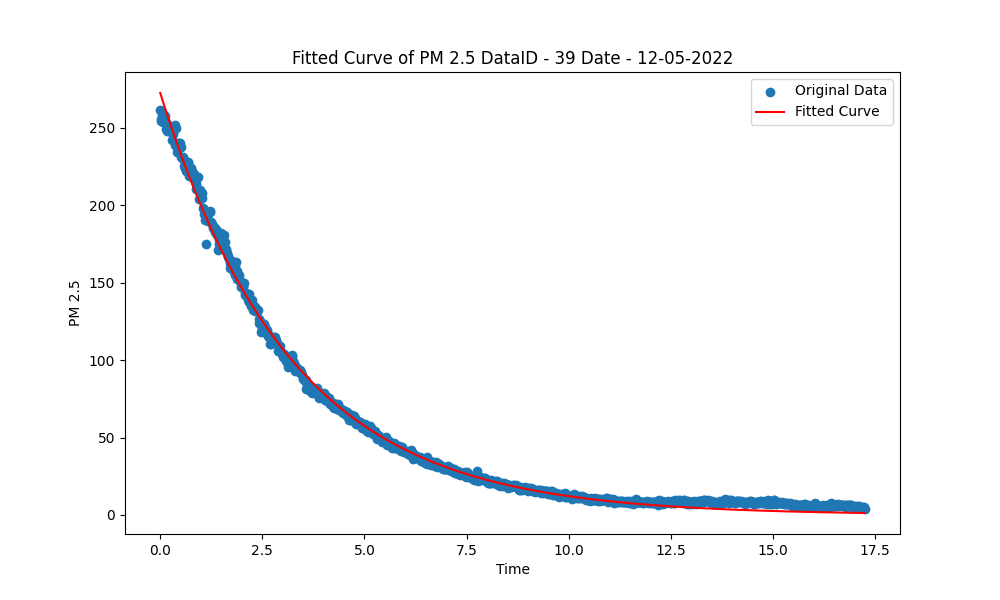 Fitted Curve of PM 2.5 DataID - 39 Date - 12-05-2022
Original Data
Fitted Curve
250
200
150
100
50
0
PM 2.5
0.0 2.5 5.0 7.5 10.0 12.5 15.0 17.5
Time